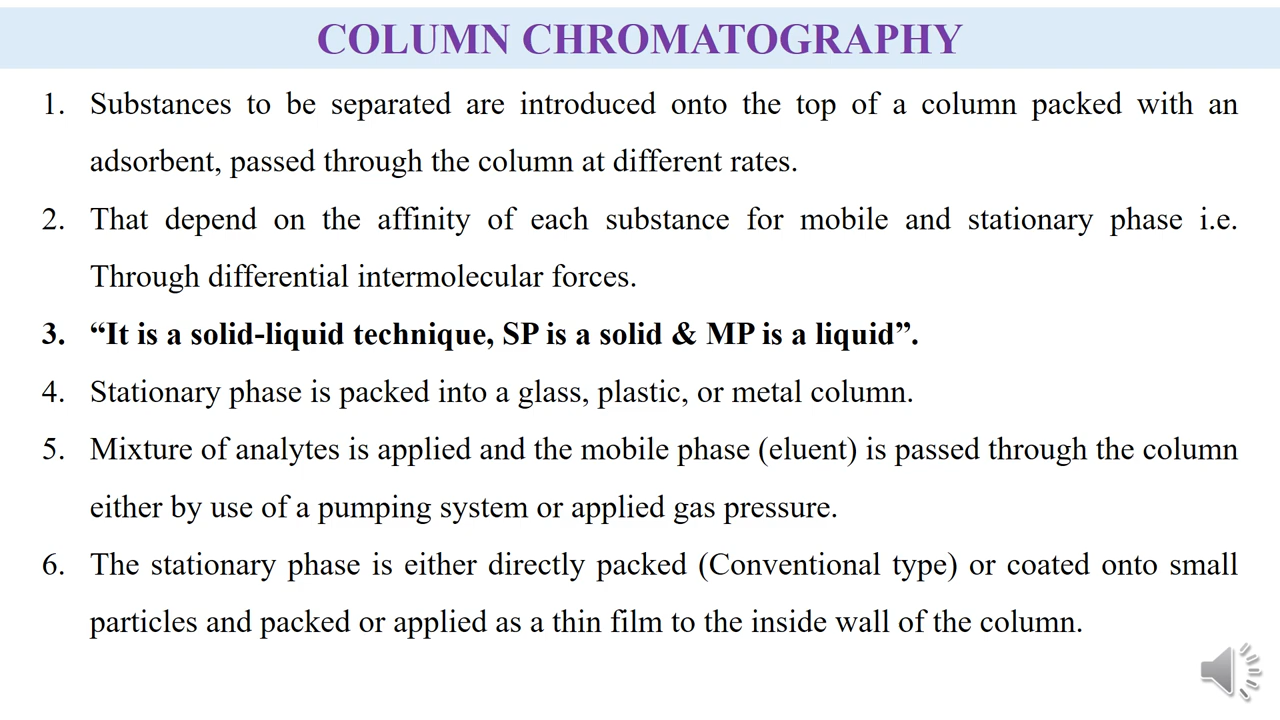 COLUMN CHROMATOGRAPHY
1. Substances to be separated are introduced onto the top of a column packed with an
adsorbent, passed through the column at different rates.
2. That depend on the affinity of each substance for mobile and stationary phase i.e.
Through differential intermolecular forces.
3. “It is a solid-liquid technique, SP is a solid & MP is a liquid”.
4. Stationary phase is packed into a glass, plastic, or metal column.
5. Mixture of analytes is applied and the mobile phase (eluent) is passed through the column
either by use of a pumping system or applied gas pressure.
6. The stationary phase is either directly packed (Conventional type) or coated onto small
particles and packed or applied as a thin film to the inside wall of the column.